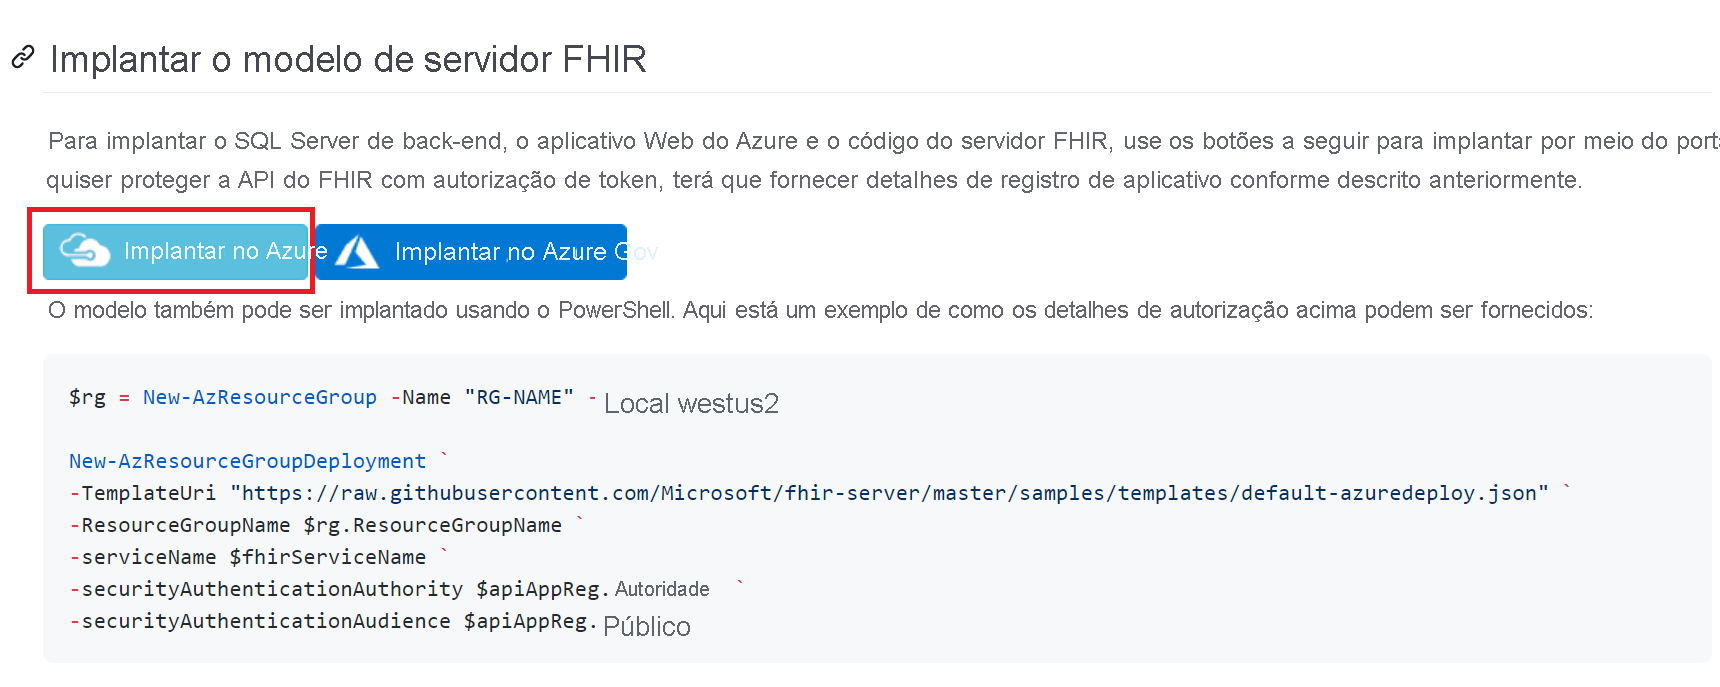 Implantar o modelo de servidor FHIR
Para implantar o SQL Server de back-end, o aplicativo Web do Azure e o código do servidor FHIR, use os botões a seguir para implantar por meio do
quiser proteger a API do FHIR com autorização de token, terá que fornecer detalhes de registro de aplicativo conforme descrito anteriormente.
Implantar no Azure
Implantar no Azure Gov
O modelo também pode ser implantado usando o PowerShell. Aqui está um exemplo de como os detalhes de autorização acima podem ser fornecidos:
$rg = New-AzResourceGroup -Name "RG-NAME" - Local westus2
New-AzResourceGroupDeployment `
-TemplateUri "https://raw.githubusercontent.com/Microsoft/fhir-server/master/samples/templates/default-azuredeploy.json" `
-ResourceGroupName $rg.ResourceGroupName `
-serviceName $fhirServiceName `
-securityAuthenticationAuthority $apiAppReg. Autoridade `
-securityAuthenticationAudience $apiAppReg. Público